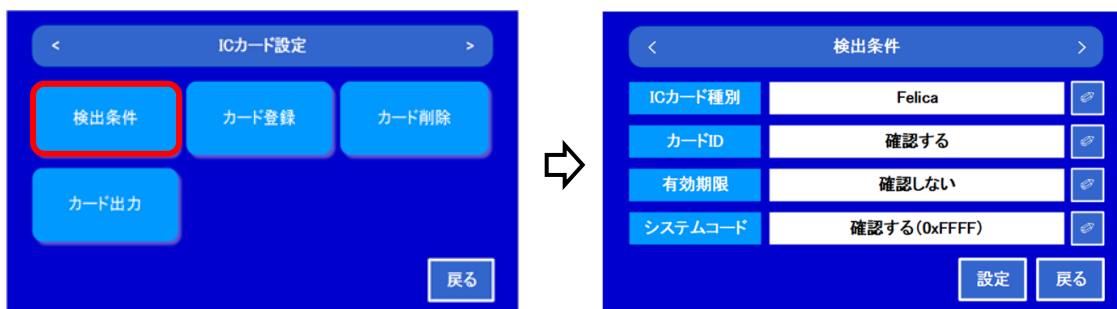 < ICカード設定 >
検出条件 カード登録 カード削除
カード出力
戻る
< 検出条件 >
ICカード種別 Felica
カードID 確認する
有効期限 確認しない
システムコード 確認する(0xFFFF)
設定 戻る